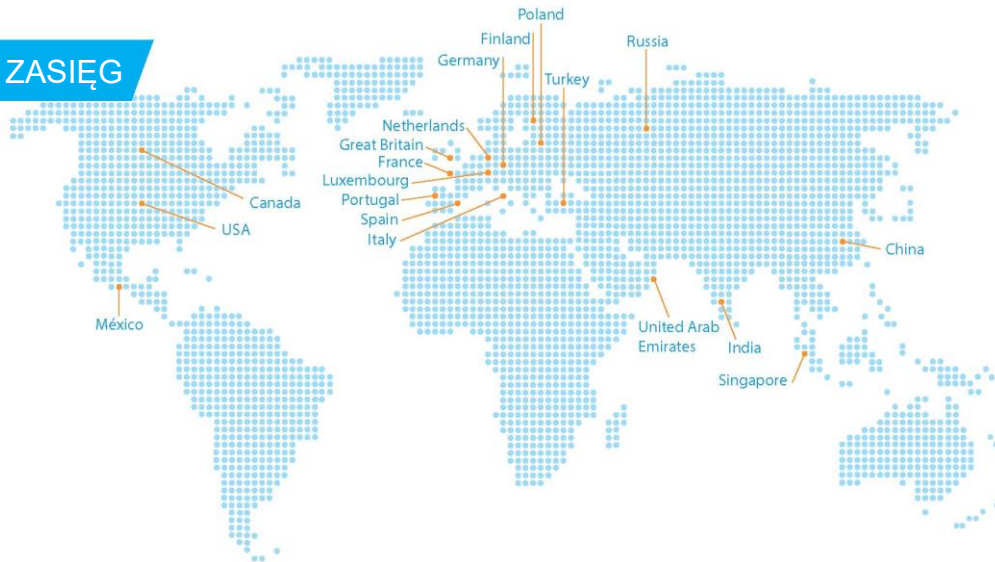 ZASIĘG
Poland
Finland
Russia
Germany
Turkey
Netherlands
Great Britain
France
Luxembourg
Portugal
Spain
Italy
Canada
USA
China
México
United Arab
Emirates
India
Singapore